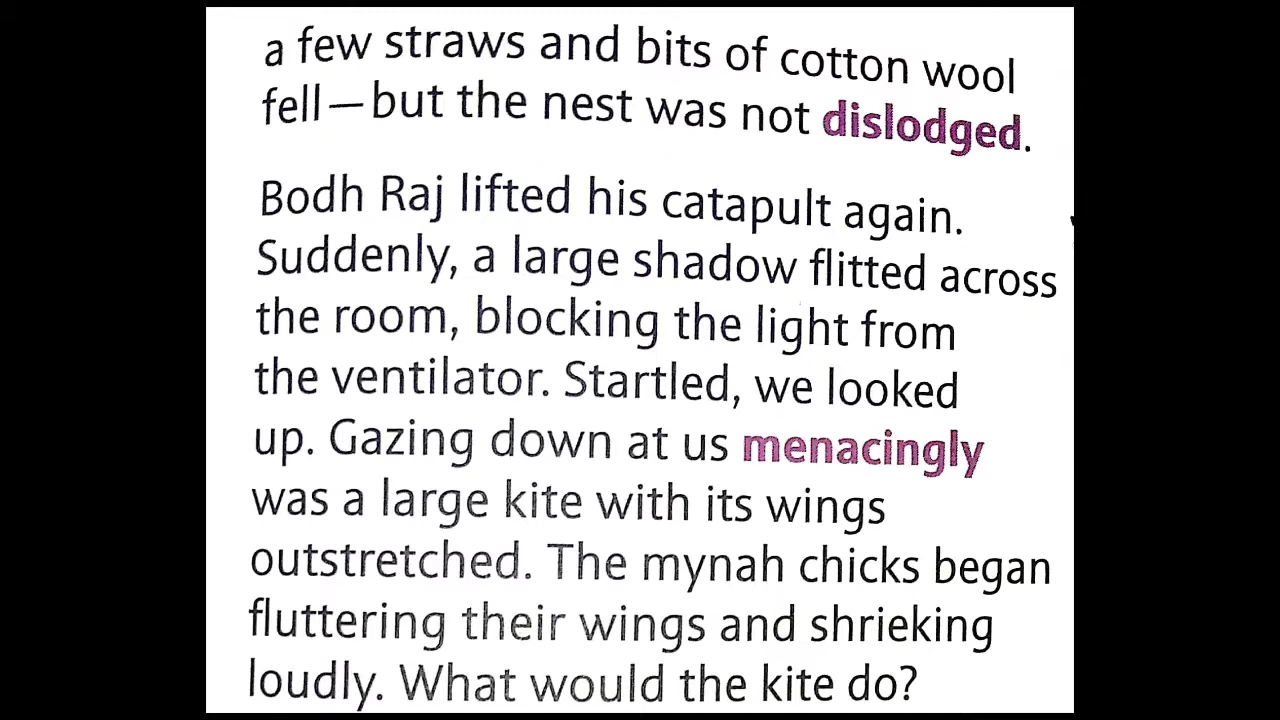 a few straws and bits of cotton wool
fell—but the nest was not dislodged.
Bodh Raj lifted his catapult again.
Suddenly, a large shadow flitted across
the room, blocking the light from
the ventilator. Startled, we looked
up. Gazing down at us menacingly
was a large kite with its wings
outstretched. The mynah chicks began
fluttering their wings and shrieking
loudly. What would the kite do?